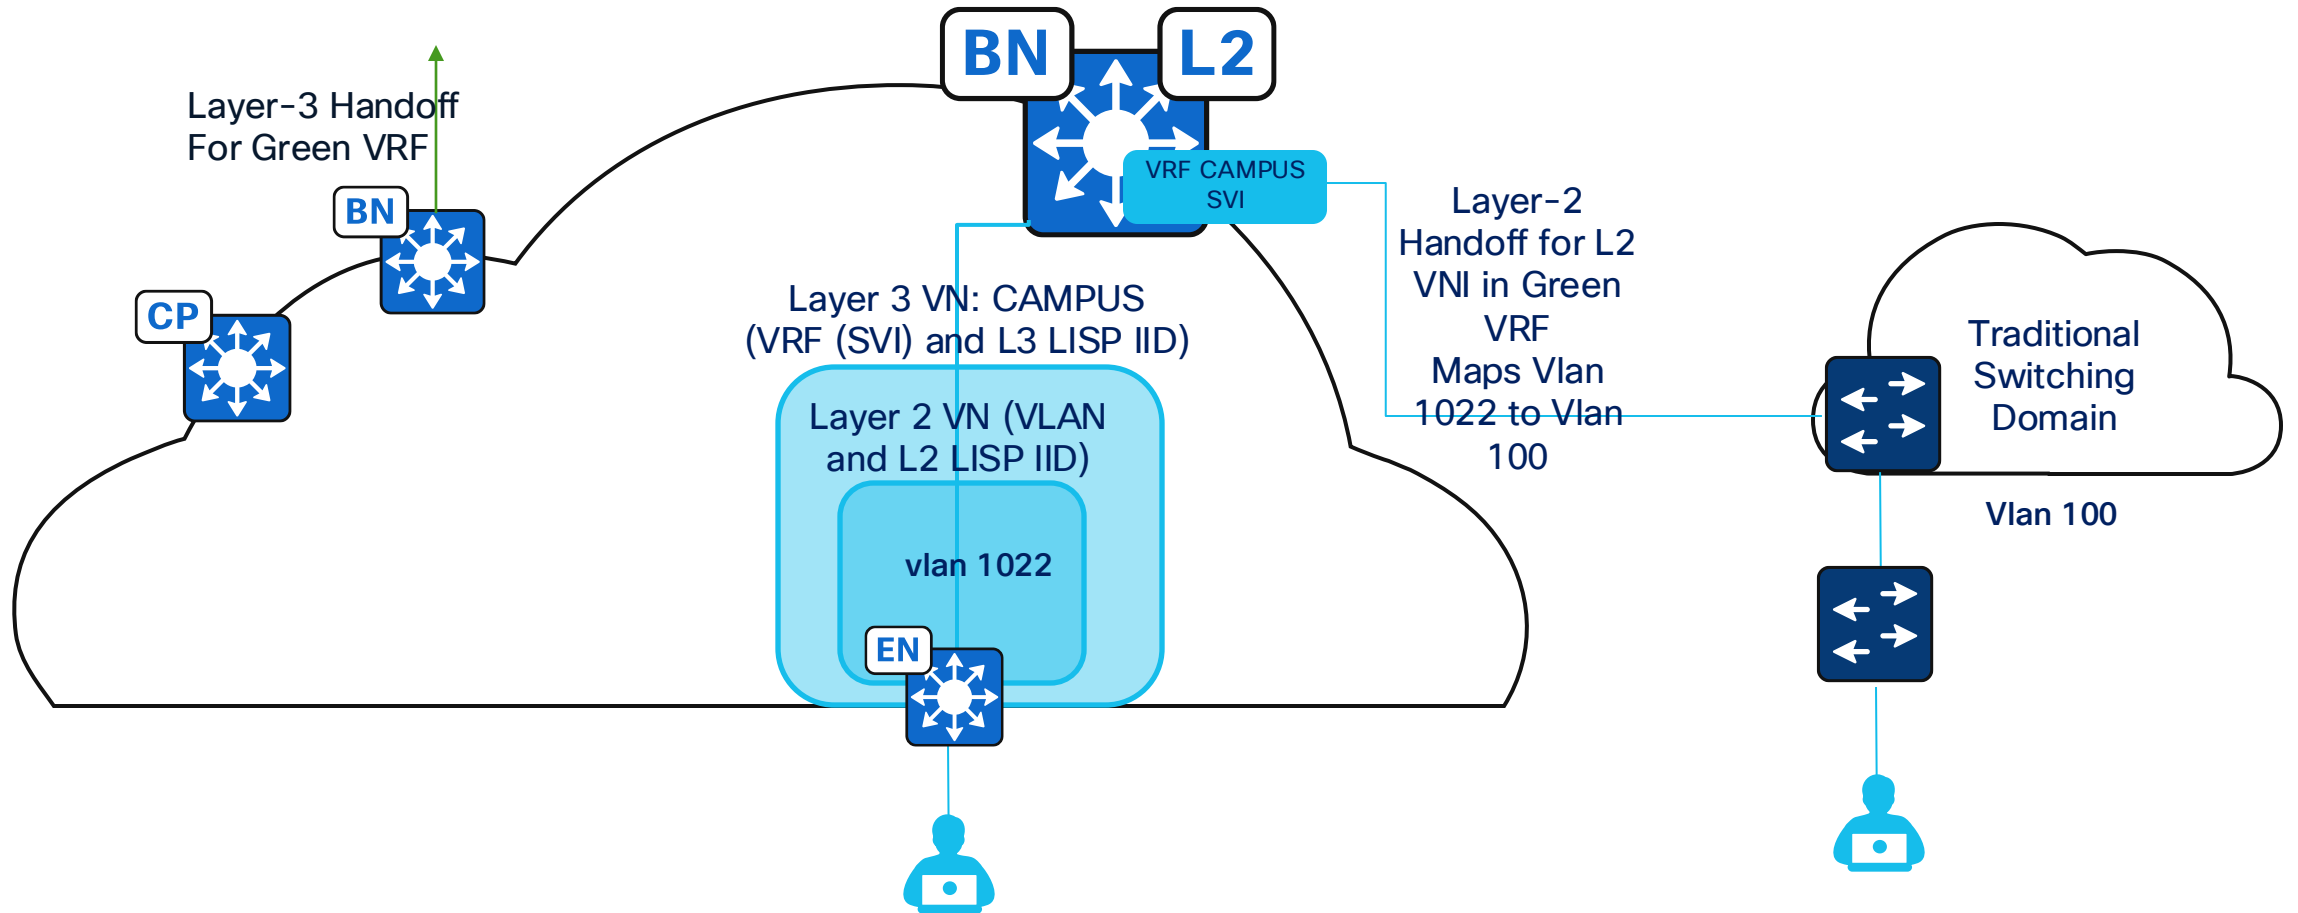 BN
L2
Layer-3 Handoff
For Green VRF
BN
CP
VRF CAMPUS
SVI
Layer 3 VN: CAMPUS
(VRF (SVI) and L3 LISP IID)
Layer 2 VN (VLAN
and L2 LISP IID)
vlan 1022
EN
Layer-2
Handoff for L2
VNI in Green
VRF
Maps Vlan
1022 to Vlan
100
Traditional
Switching
Domain
Vlan 100